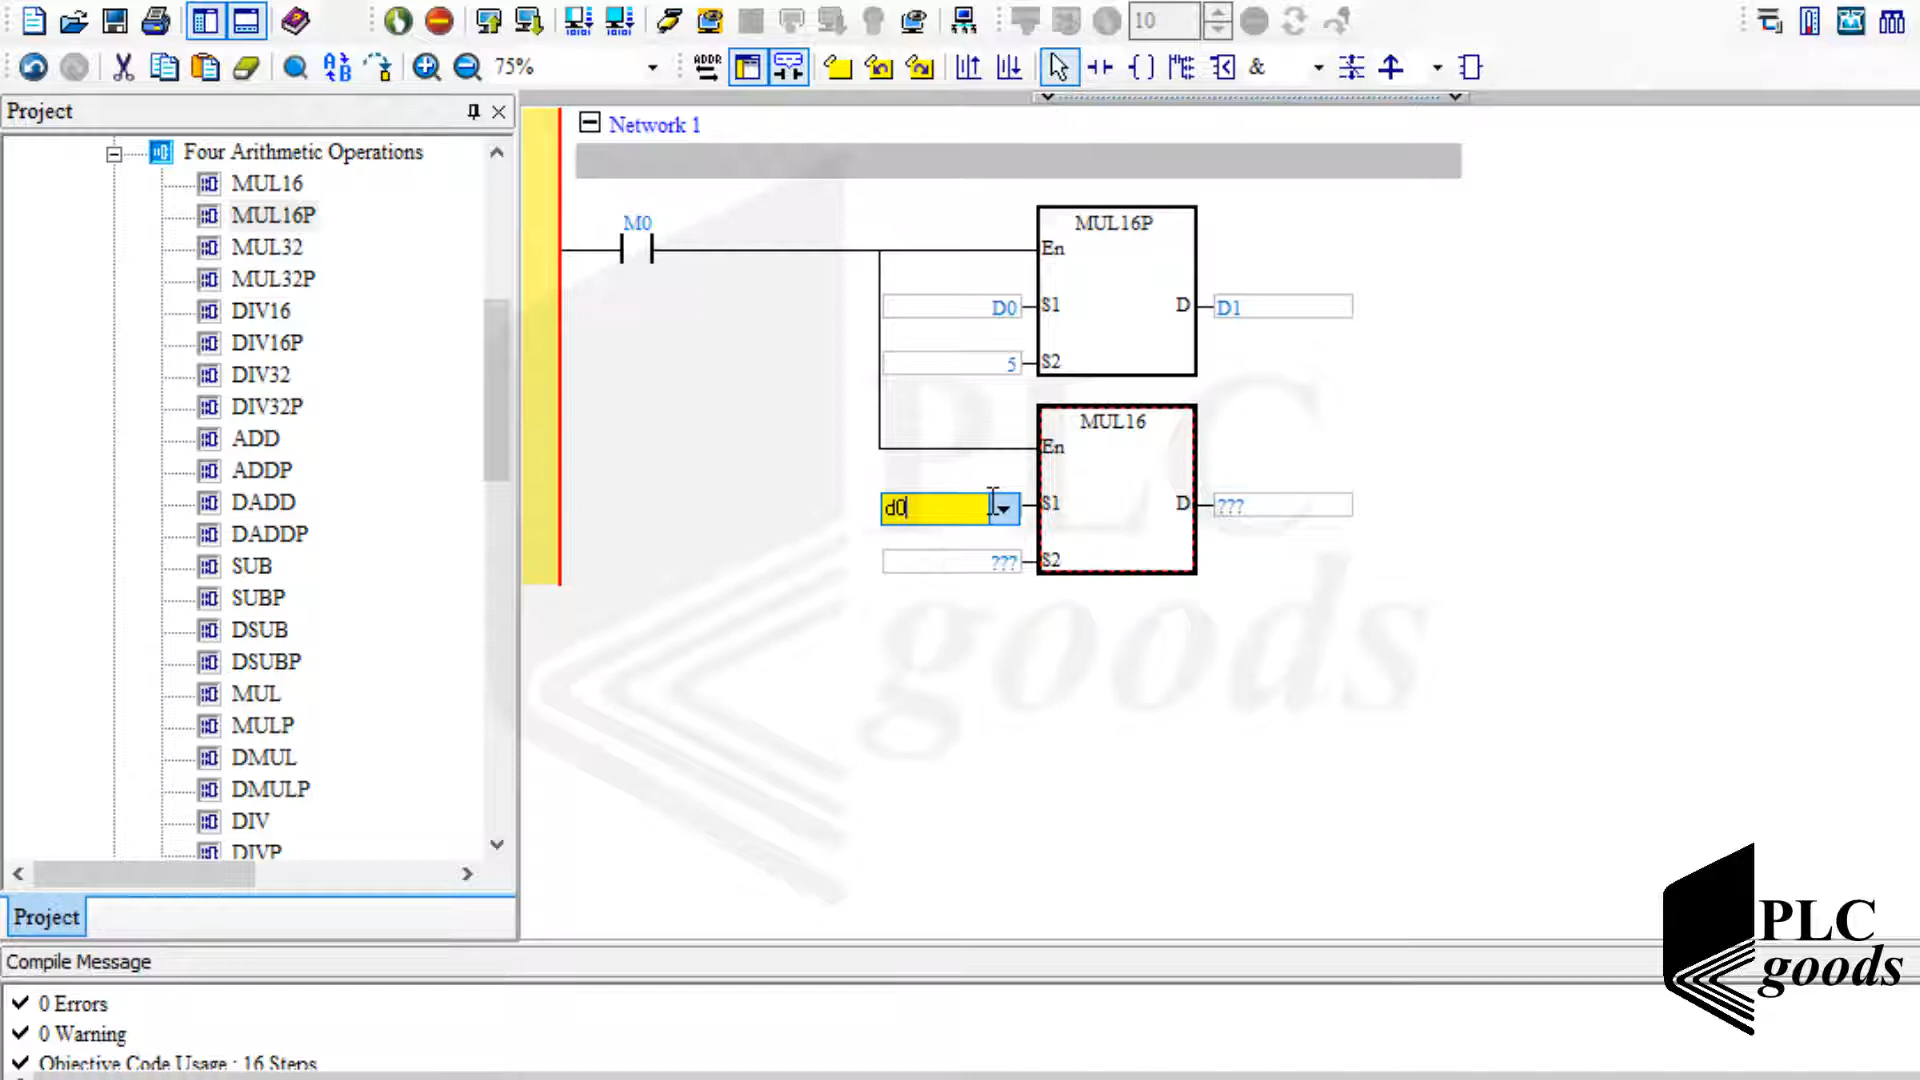 10
75%
ADDR
&
Project
Four Arithmetic Operations
MUL16
MUL16P
MUL32
MUL32P
DIV16
DIV16P
DIV32
DIV32P
ADD
ADDP
DADD
DADDP
SUB
SUBP
DSUB
DSUBP
MUL
MULP
DMUL
DMULP
DIV
DIVP
Project
Network 1
M0
MUL16P
En
D0
S1
D
D1
5
S2
MUL16
En
d0
S1
D
???
???
S2
PLC
goods
Compile Message
0 Errors
0 Warning
Objective Code Usage : 16 Steps
PLC
goods